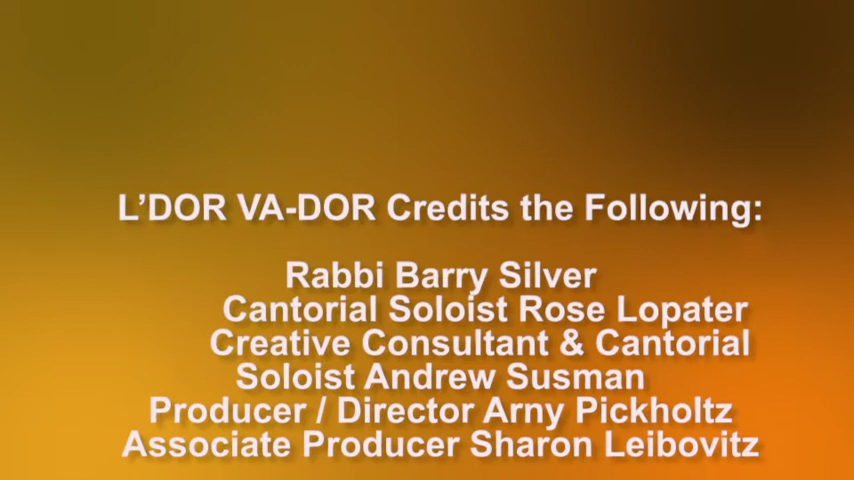 L’DOR VA-DOR Credits the Following:
Rabbi Barry Silver
Cantorial Soloist Rose Lopater
Creative Consultant & Cantorial
Soloist Andrew Susman
Producer / Director Arny Pickholtz
Associate Producer Sharon Leibovitz